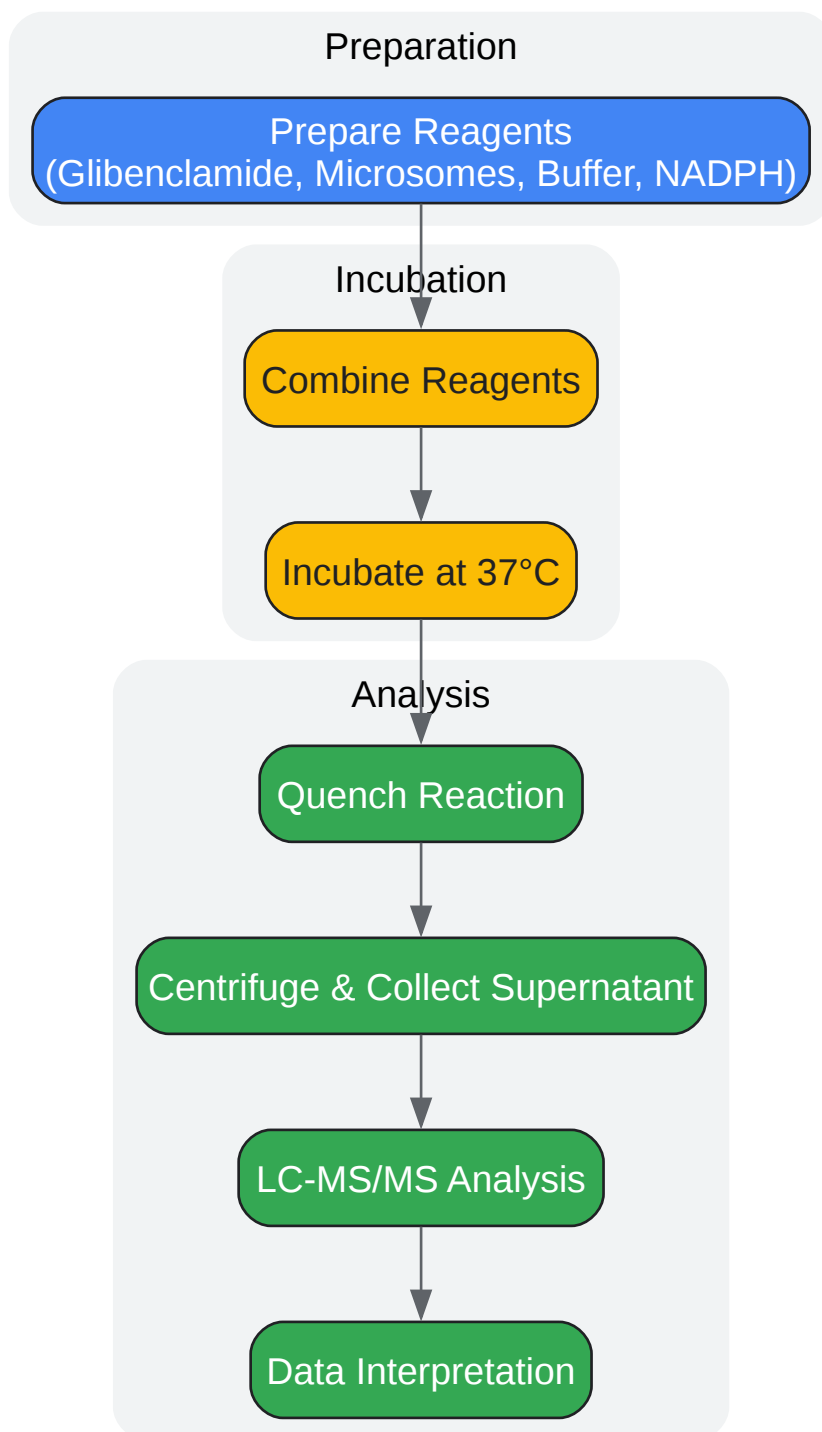 Preparation
Prepare Reagents
(Glibenclamide, Microsomes, Buffer, NADPH)
Incubation
Combine Reagents
Incubate at 37°C
Analysis
Quench Reaction
Centrifuge & Collect Supernatant
LC-MS/MS Analysis
Data Interpretation